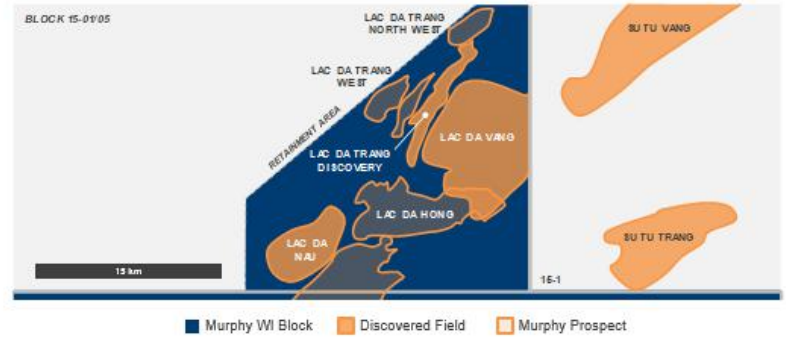 BLOCK 15-01/05
LAC DA TRANG
NORTH WEST
SU TU VANG
LAC DA TRANG
WEST
RETAINMENT AREA
LAC DA VANG
LAC DA TRANG
DISCOVERY
LAC DA HONG
LAC DA
NAU
SU TU TRANG
15 km
15-1
Murphy WI Block
Discovered Field
Murphy Prospect